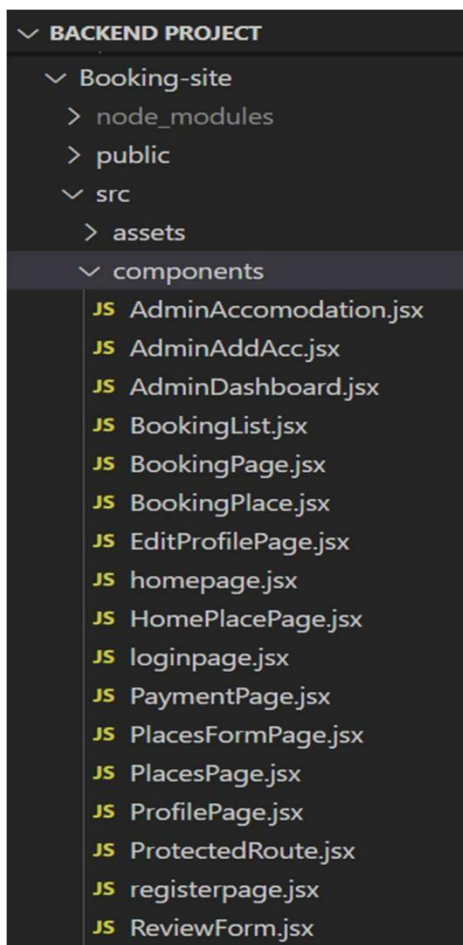 BACKEND PROJECT
Booking-site
node_modules
public
src
assets
components
JS AdminAccomodation.jsx
JS AdminAddAcc.jsx
JS AdminDashboard.jsx
JS BookingList.jsx
JS BookingPage.jsx
JS BookingPlace.jsx
JS EditProfilePage.jsx
JS homepage.jsx
JS HomePlacePage.jsx
JS loginpage.jsx
JS PaymentPage.jsx
JS PlacesFormPage.jsx
JS PlacesPage.jsx
JS ProfilePage.jsx
JS ProtectedRoute.jsx
JS registerpage.jsx
JS ReviewForm.jsx